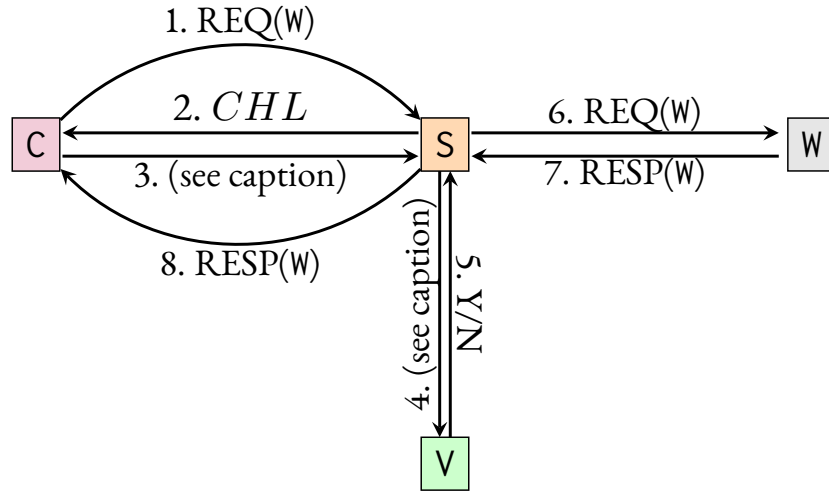 1. REQ(W)
2. CHL
C
S
W
3. (see caption)
6. REQ(W)
7. RESP(W)
8. RESP(W)
4. (see caption)
5. Y/N
V